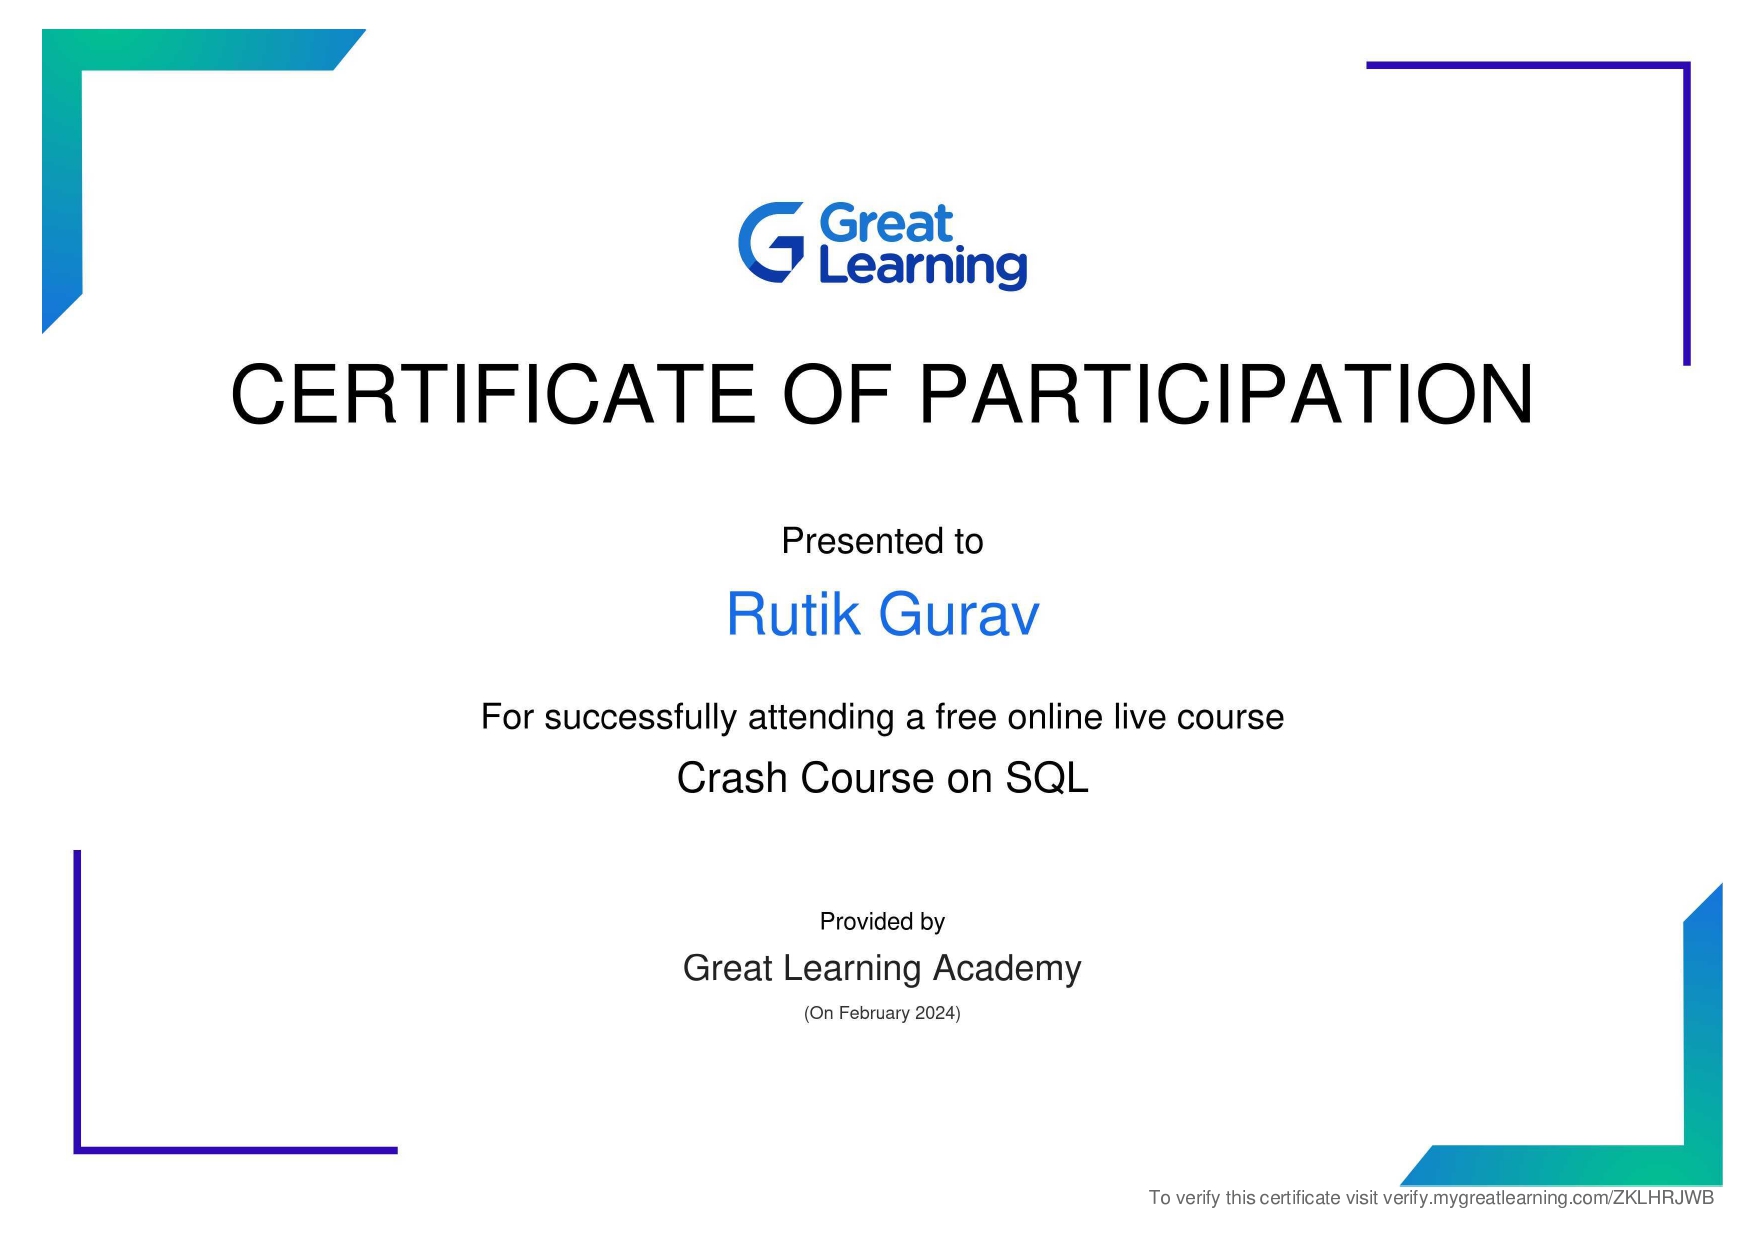 Great
Learning
CERTIFICATE OF PARTICIPATION
Presented to
Rutik Gurav
For successfully attending a free online live course
Crash Course on SQL
Provided by
Great Learning Academy
(On February 2024)
To verify this certificate visit verify.mygreatlearning.com/ZKLHRJWB